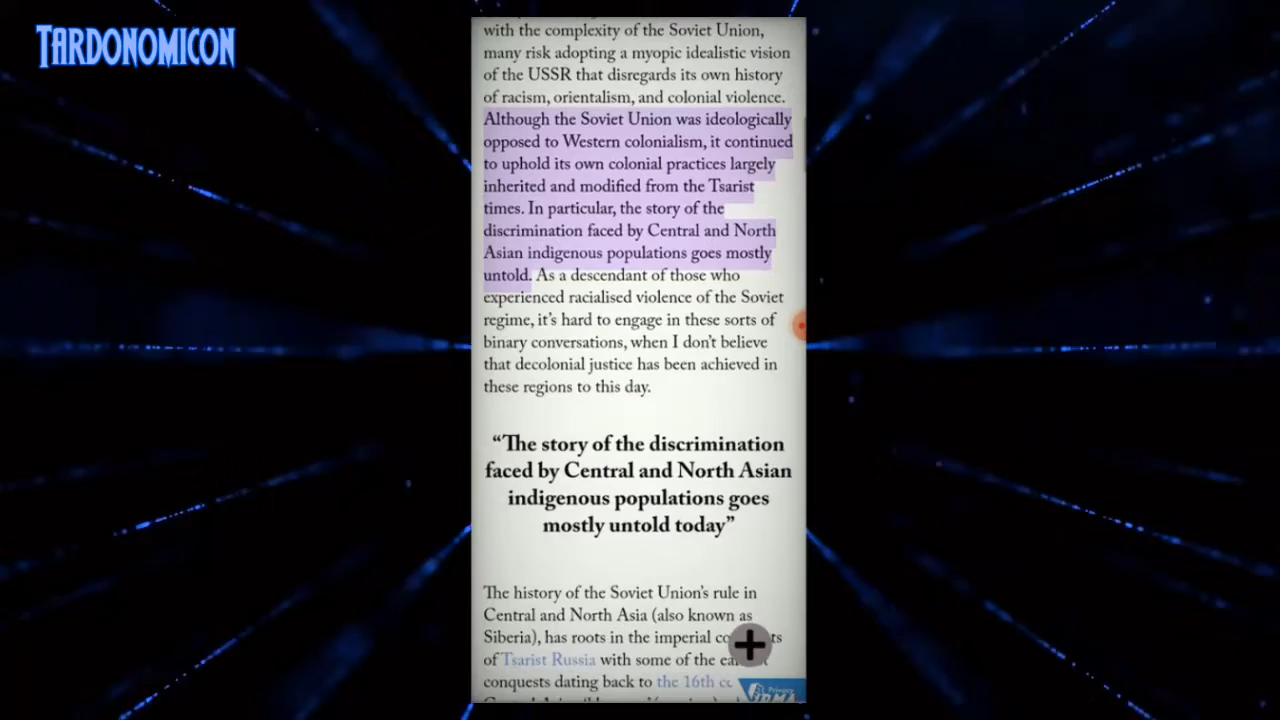 TARDONOMICON
with the complexity of the Soviet Union,
many risk adopting a myopic idealistic vision
of the USSR that disregards its own history
of racism, orientalism, and colonial violence.
Although the Soviet Union was ideologically
opposed to Western colonialism, it continued
to uphold its own colonial practices largely
inherited and modified from the Tsarist
times. In particular, the story of the
discrimination faced by Central and North
Asian indigenous populations goes mostly
untold. As a descendant of those who
experienced racialised violence of the Soviet
regime, it's hard to engage in these sorts of
binary conversations, when I don't believe
that decolonial justice has been achieved in
these regions to this day.
“The story of the discrimination
faced by Central and North Asian
indigenous populations goes
mostly untold today”
The history of the Soviet Union's rule in
Central and North Asia (also known as
Siberia), has roots in the imperial
of Tsarist Russia with some of the
conquests dating back to the 16th
Privacy